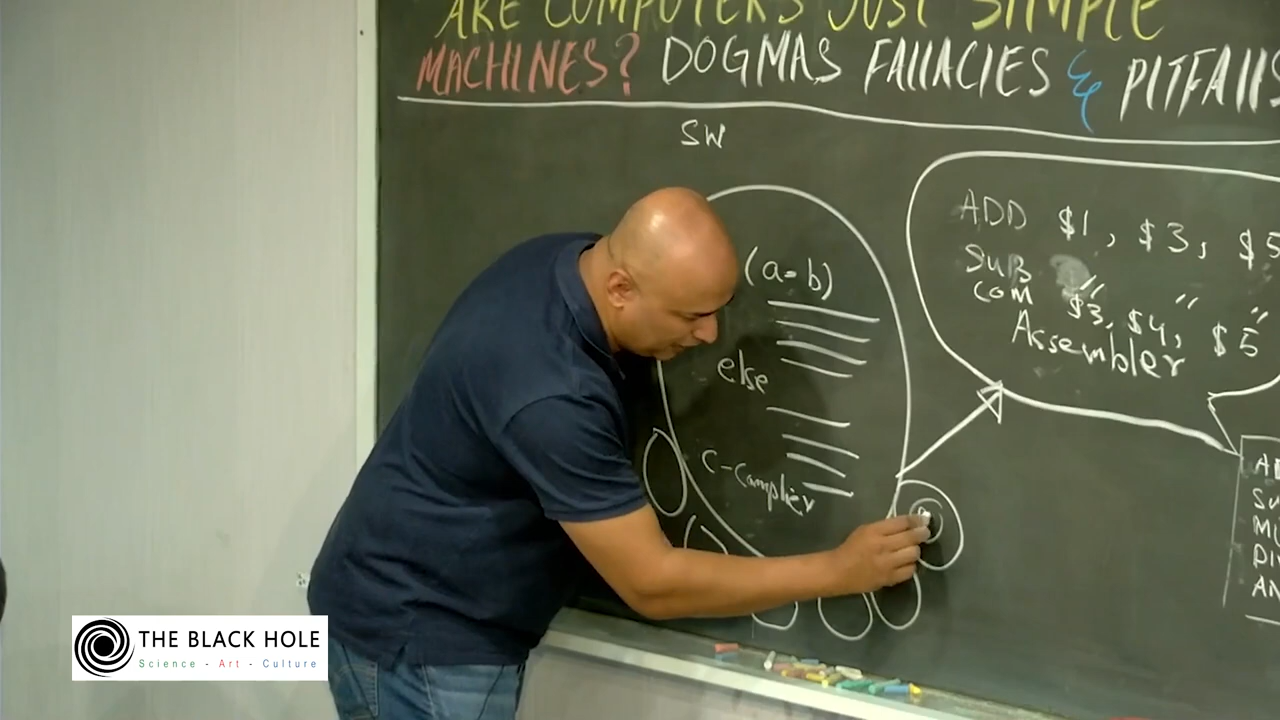 ARE COMPUTERS JUST SIMPLE
MACHINES? DOGMAS FALLACIES & PITFALLS
SW
(a=b)
else
C-Complier
ADD $1, $3, $5
SUB " " "
COM $3, $4, $5
Assembler
THE BLACK HOLE
Science - Art - Culture